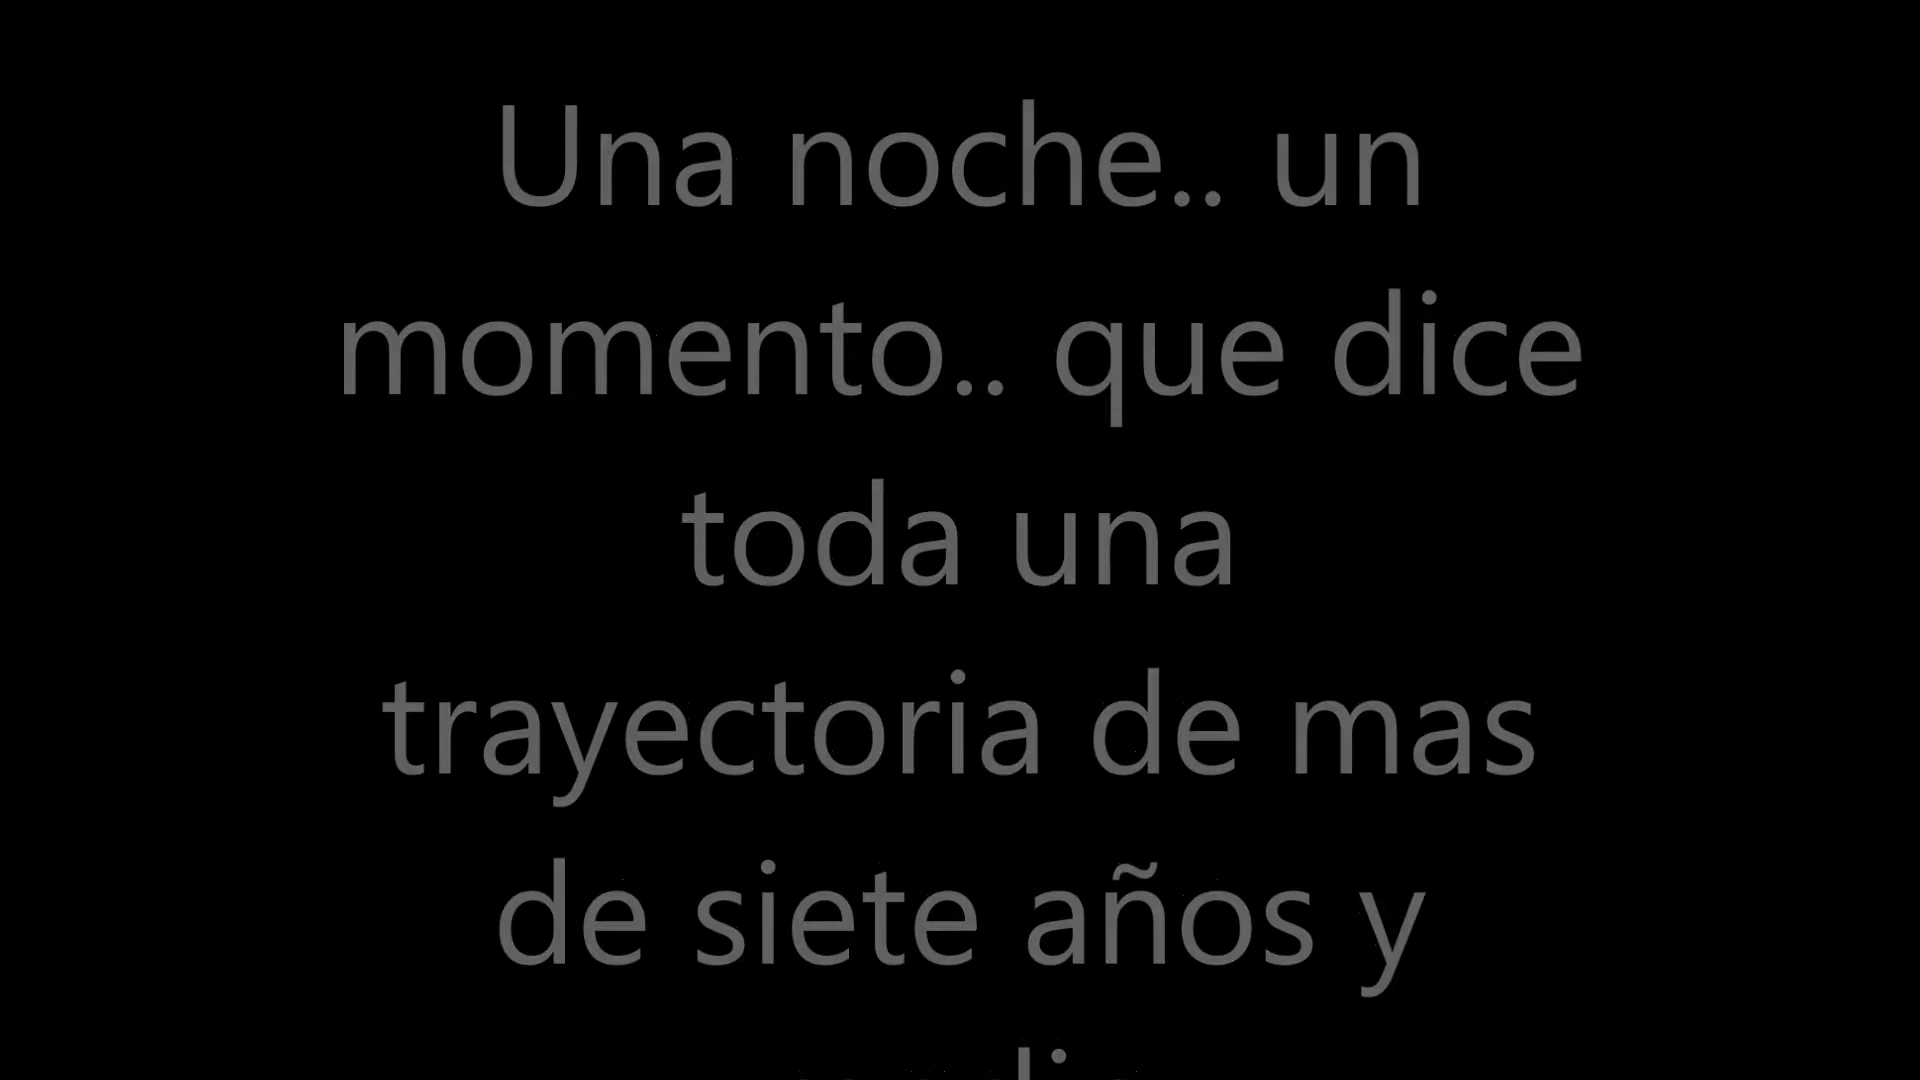 Una noche.. un
momento.. que dice
toda una
trayectoria de mas
de siete años y